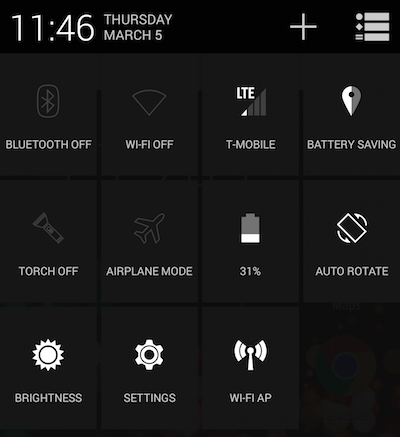 11:46 THURSDAY
MARCH 5
LTE
BLUETOOTH OFF WI-FI OFF T-MOBILE BATTERY SAVING
TORCH OFF AIRPLANE MODE 31% AUTO ROTATE
Maps
BRIGHTNESS SETTINGS WI-FI AP